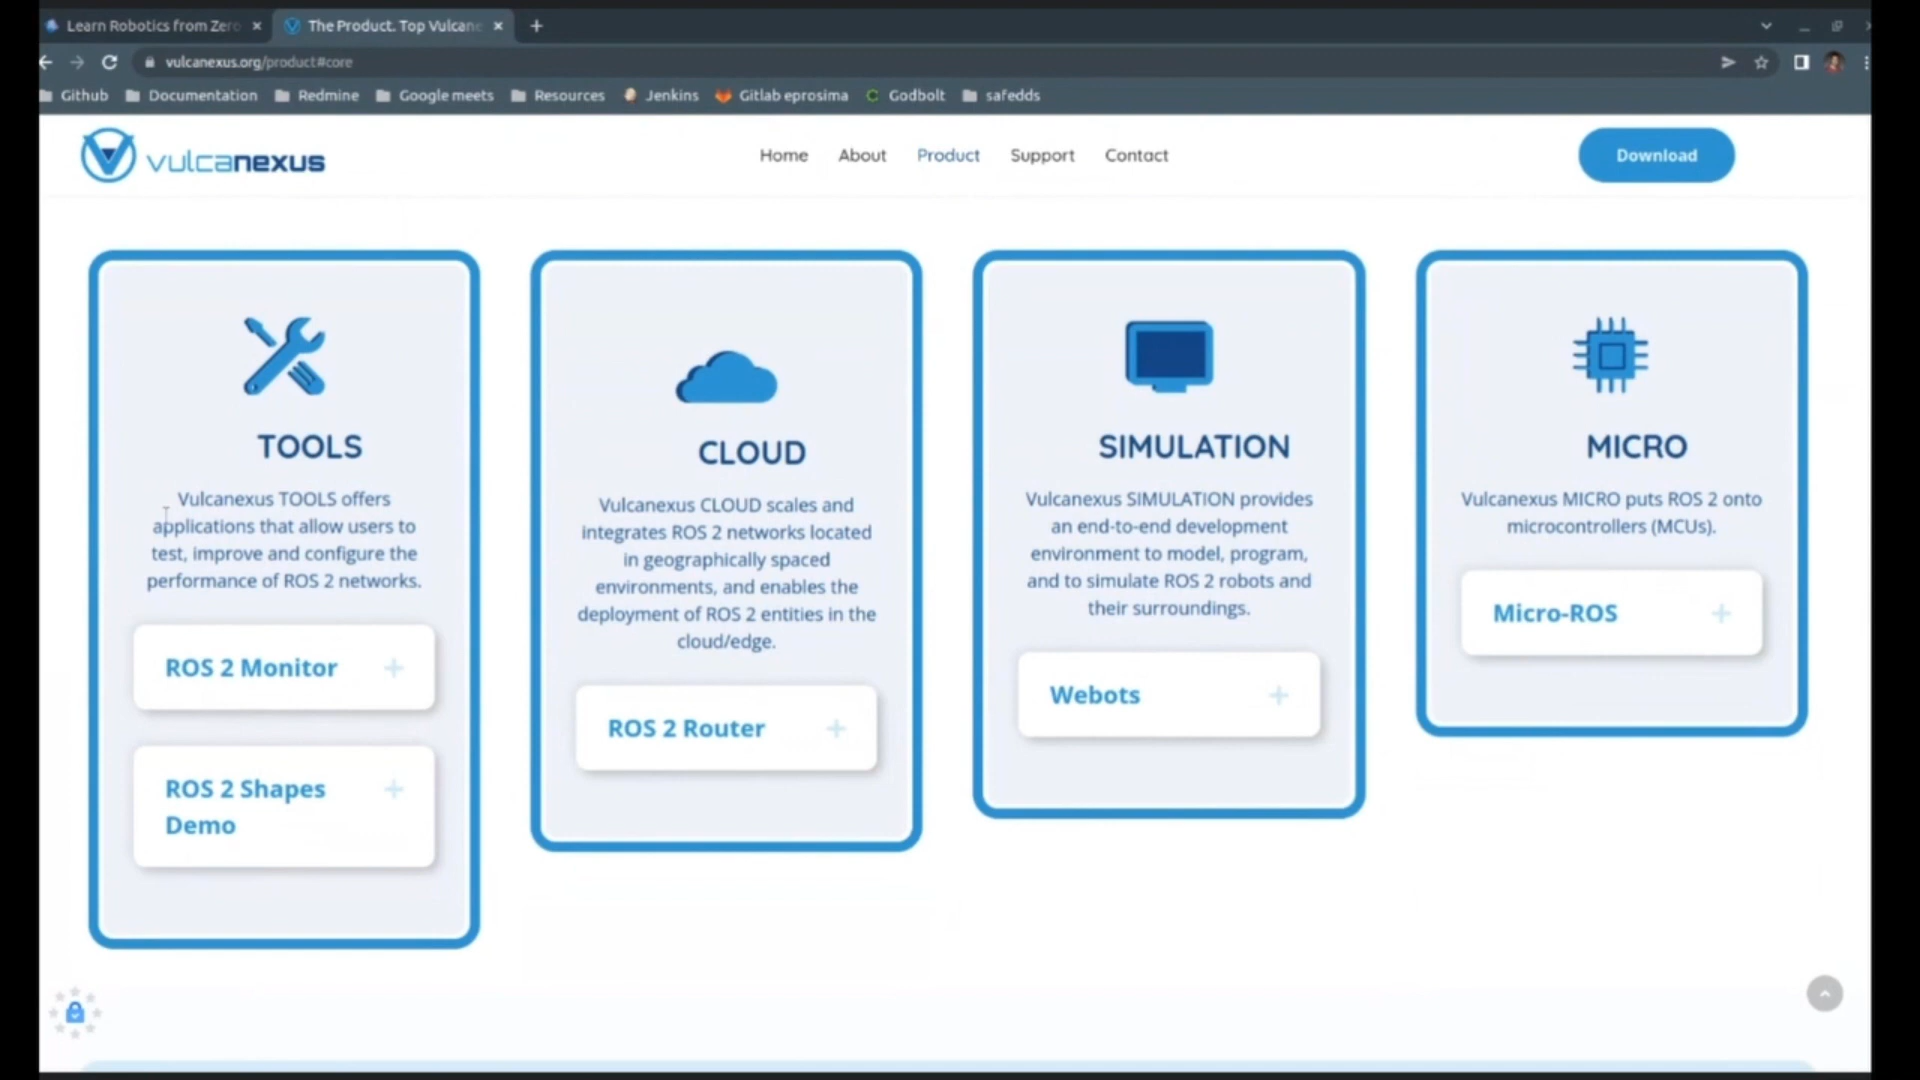 Learn Robotics from Zero
The Product. Top Vulcane
vulcanexus.org/product#core
Github Documentation Redmine Google meets Resources Jenkins Gitlab eprosima Godbolt safedds
vulcanexus
Home About Product Support Contact
Download
TOOLS
Vulcanexus TOOLS offers
applications that allow users to
test, improve and configure the
performance of ROS 2 networks.
ROS 2 Monitor
ROS 2 Shapes
Demo
CLOUD
Vulcanexus CLOUD scales and
integrates ROS 2 networks located
in geographically spaced
environments, and enables the
deployment of ROS 2 entities in the
cloud/edge.
ROS 2 Router
SIMULATION
Vulcanexus SIMULATION provides
an end-to-end development
environment to model, program,
and to simulate ROS 2 robots and
their surroundings.
Webots
MICRO
Vulcanexus MICRO puts ROS 2 onto
microcontrollers (MCUs).
Micro-ROS